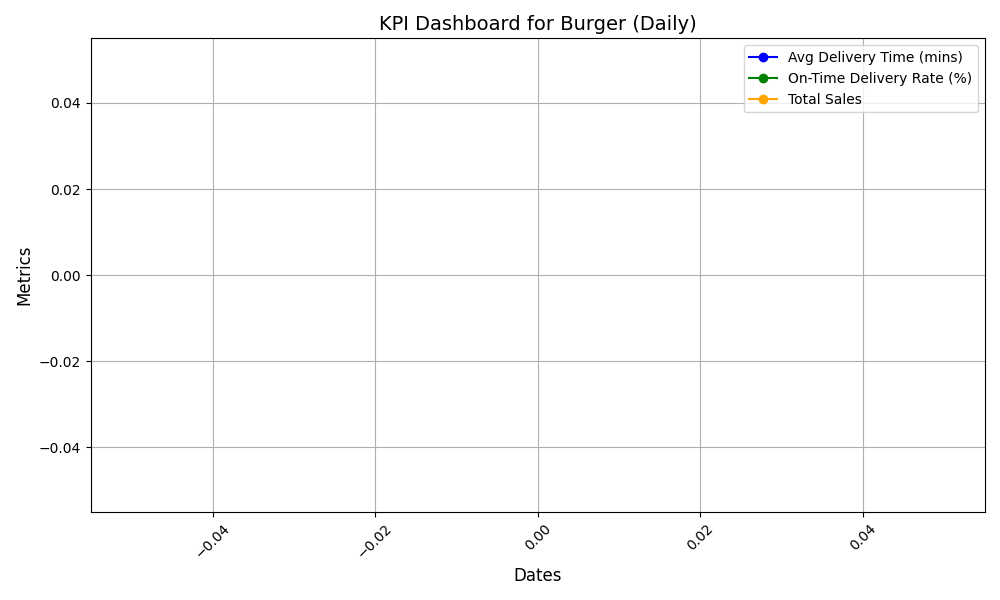 KPI Dashboard for Burger (Daily)
Avg Delivery Time (mins)
On-Time Delivery Rate (%)
Total Sales
0.04
0.02
0.00
−0.02
−0.04
Metrics
−0.04
−0.02
0.00
0.02
0.04
Dates